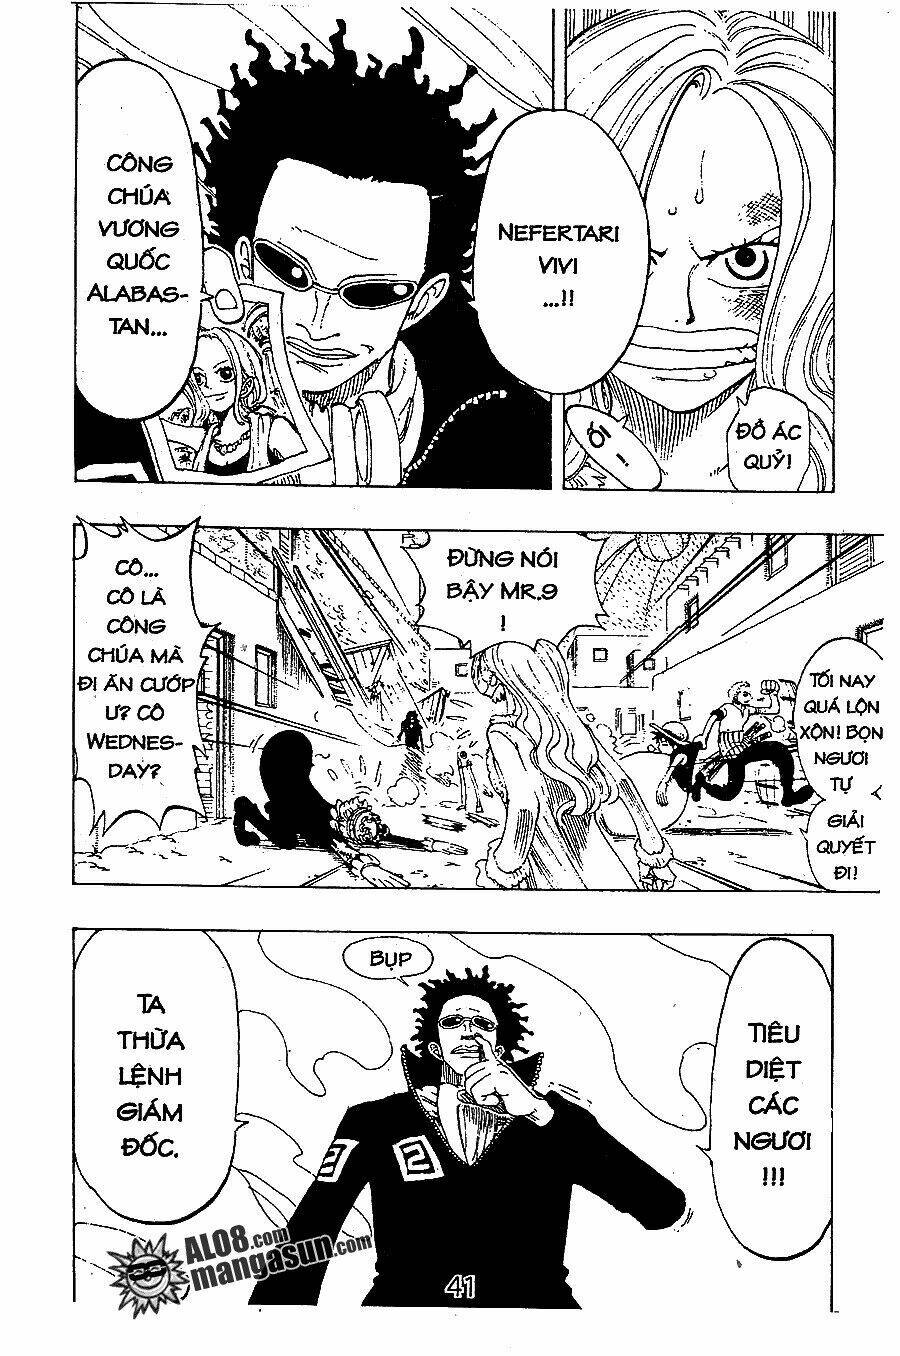 CÔNG
CHÚA
VƯƠNG
QUỐC
ALABAS-
TAN...
NEFERTARI
VIVI
...!!
ỐI
...!
ĐỒ ÁC
QUỶ!
CÔ...
CÔ LÀ
CÔNG
CHÚA MÀ
ĐI ĂN CƯỚP
Ư? CÔ
WEDNES-
DAY?
ĐỪNG NÓI
BẬY MR.9
!
TỐI NAY
QUÁ LỘN
XỘN! BỌN
NGƯƠI
TỰ
GIẢI
QUYẾT
ĐI!
TA
THỪA
LỆNH
GIÁM
ĐỐC.
BỤP
TIÊU
DIỆT
CÁC
NGƯƠI
!!!
AL08.com
mangasun.com
41